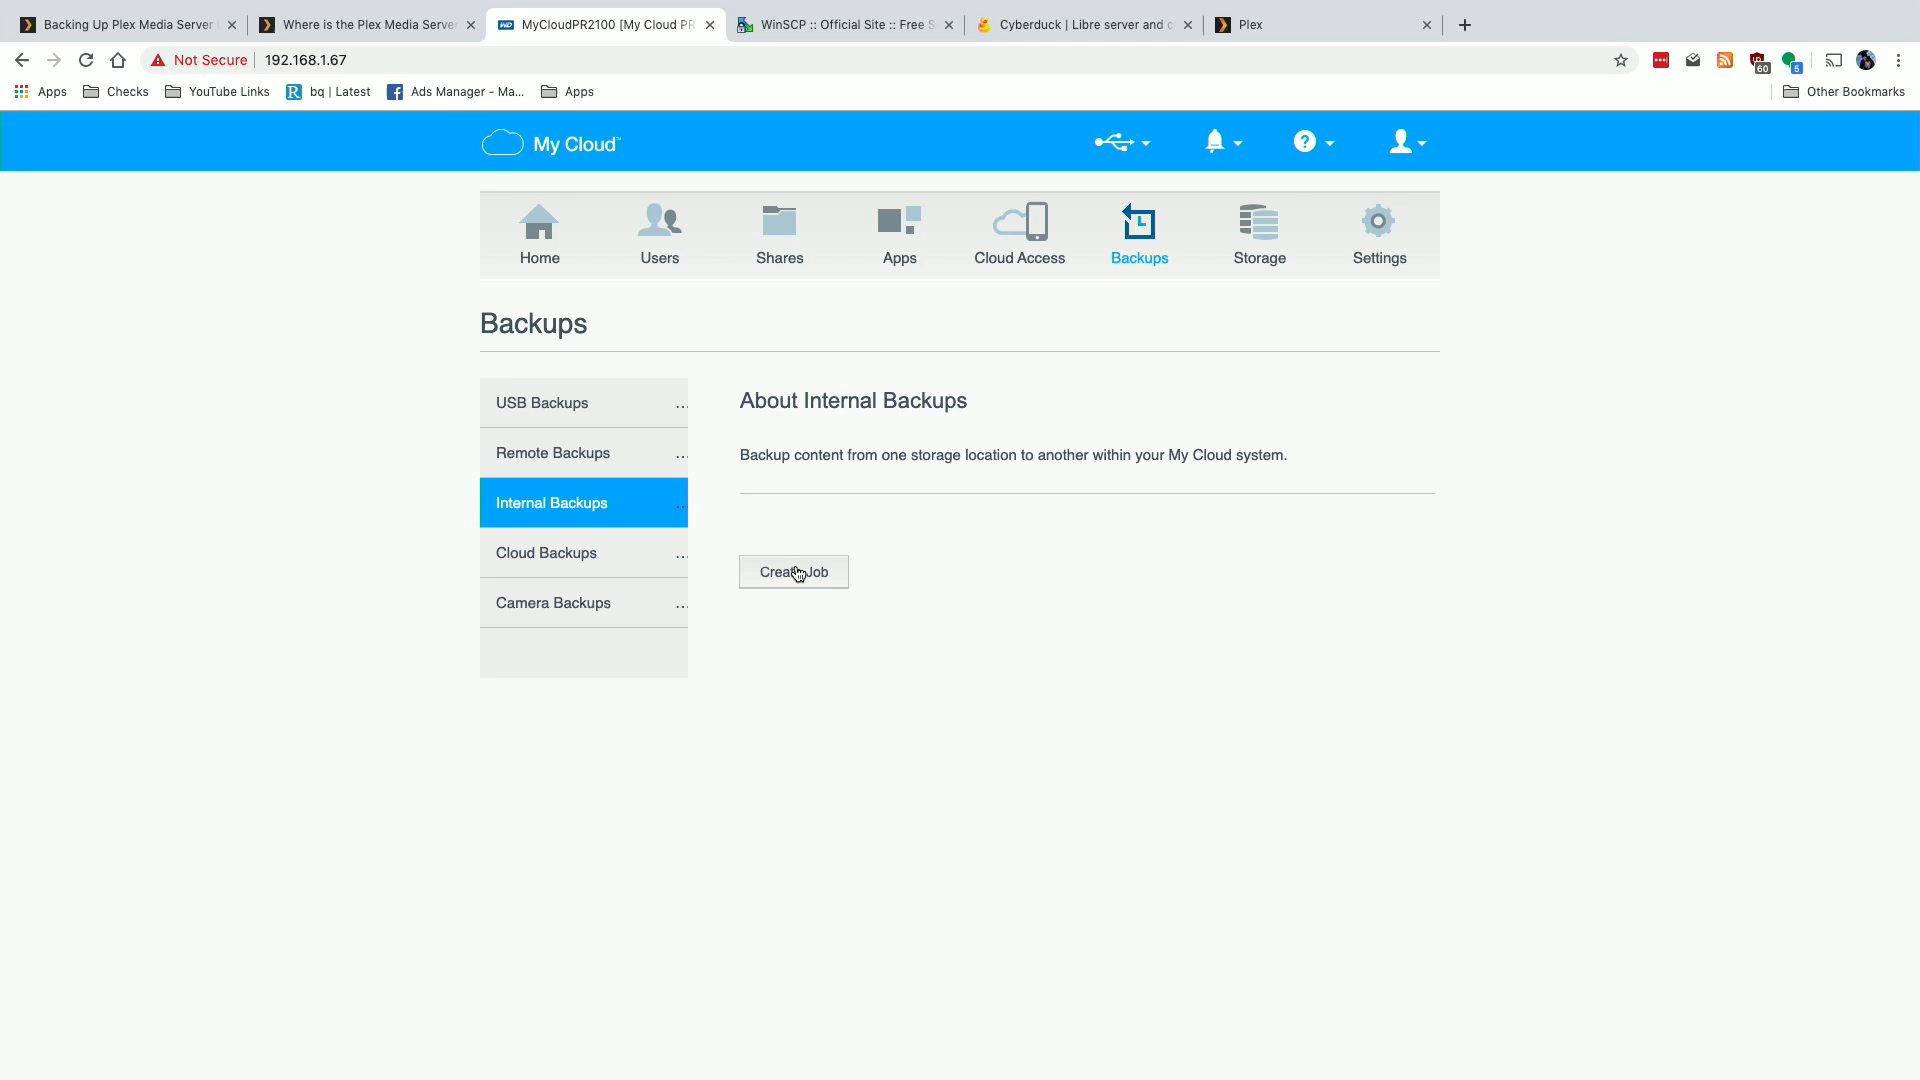 Backing Up Plex Media Server
Where is the Plex Media Server
MyCloudPR2100 [My Cloud PR
WinSCP :: Official Site :: Free S
Cyberduck | Libre server and c
Plex
Not Secure
192.168.1.67
60
5
Apps
Checks
YouTube Links
R bq | Latest
Ads Manager - Ma...
Apps
Other Bookmarks
My Cloud™
Home
Users
Shares
Apps
Cloud Access
Backups
Storage
Settings
Backups
USB Backups ...
Remote Backups ...
Internal Backups ...
Cloud Backups ...
Camera Backups ...
About Internal Backups
Backup content from one storage location to another within your My Cloud system.
Create Job